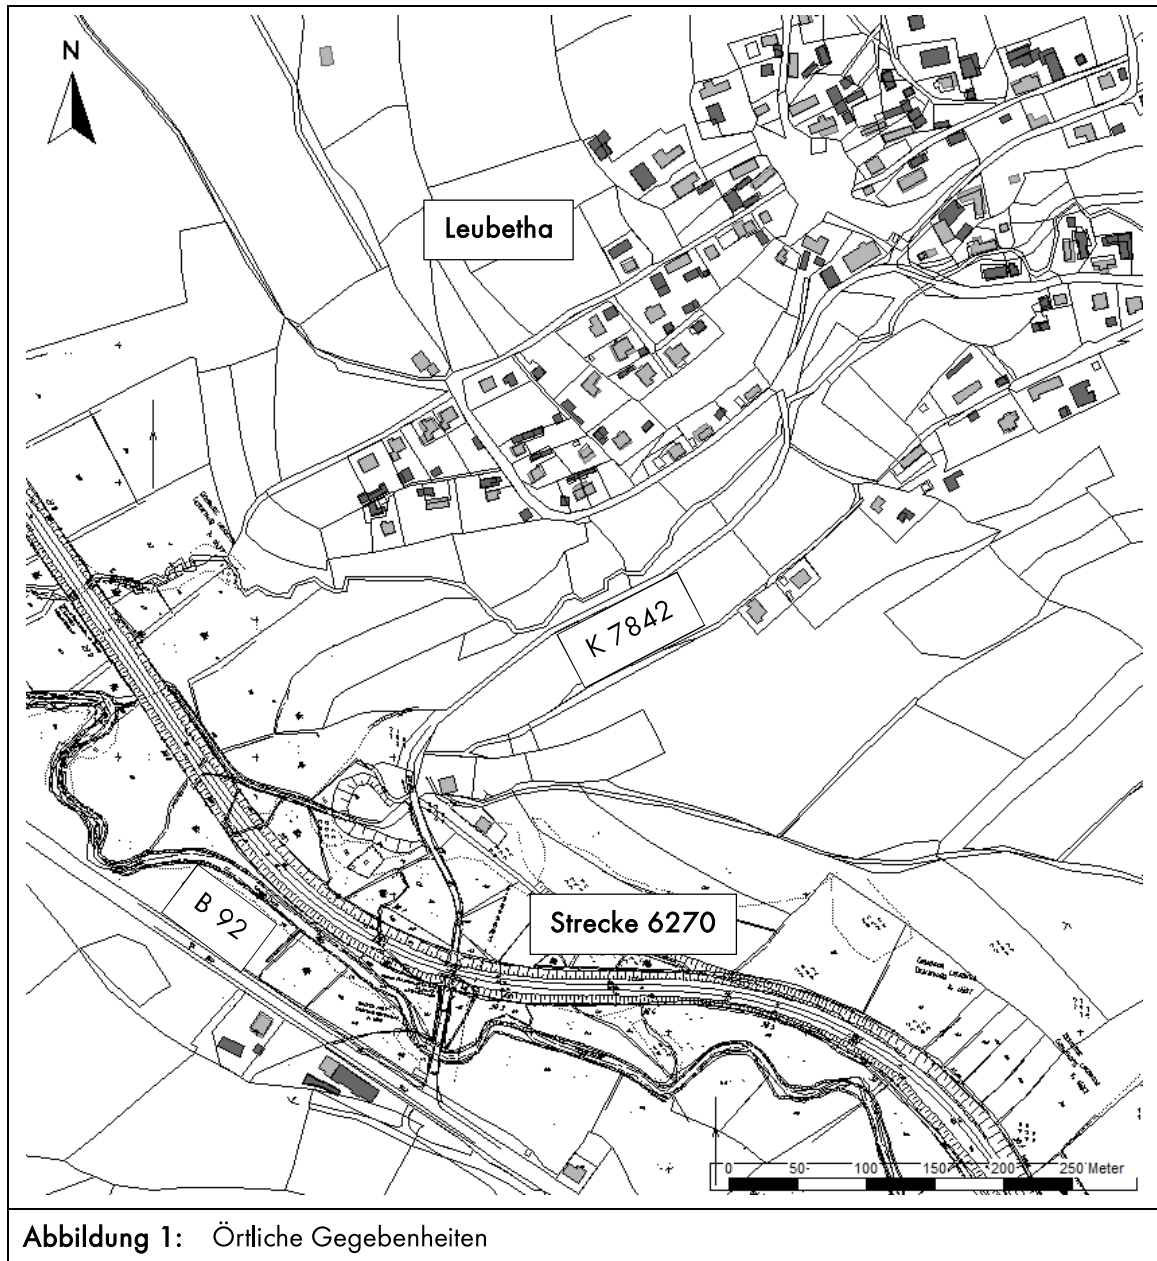 N
Leubetha
K 7842
B 92
Strecke 6270
0 50 100 150 200 250 Meter
Abbildung 1: Örtliche Gegebenheiten